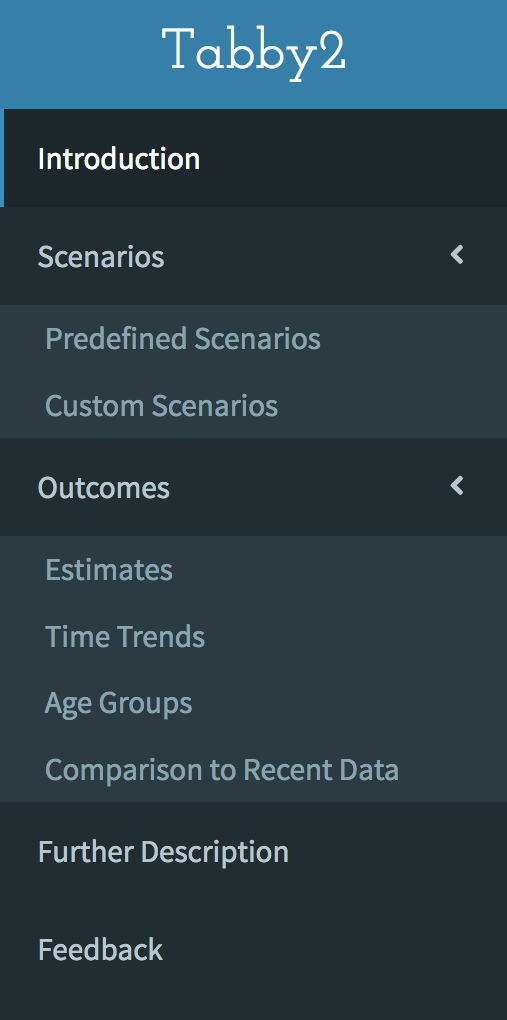 Tabby2
Introduction
Scenarios
Predefined Scenarios
Custom Scenarios
Outcomes
Estimates
Time Trends
Age Groups
Comparison to Recent Data
Further Description
Feedback